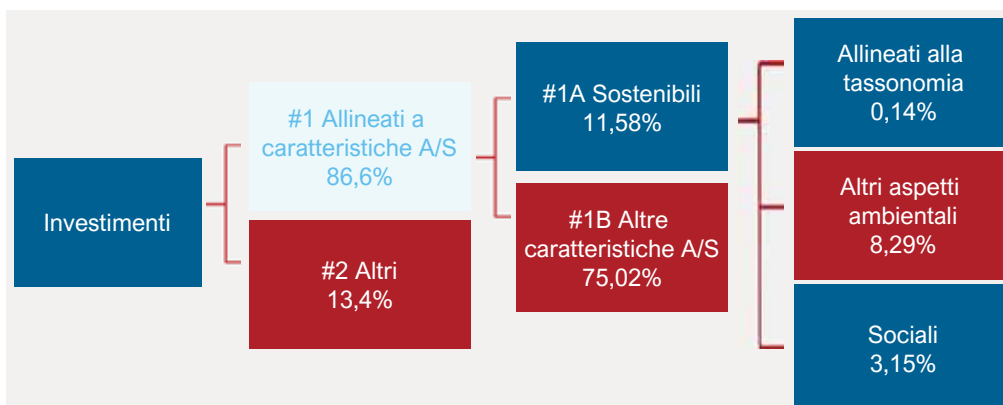 Investimenti
#1 Allineati a
caratteristiche A/S
86,6%
#2 Altri
13,4%
#1A Sostenibili
11,58%
#1B Altre
caratteristiche A/S
75,02%
Allineati alla
tassonomia
0,14%
Altri aspetti
ambientali
8,29%
Sociali
3,15%